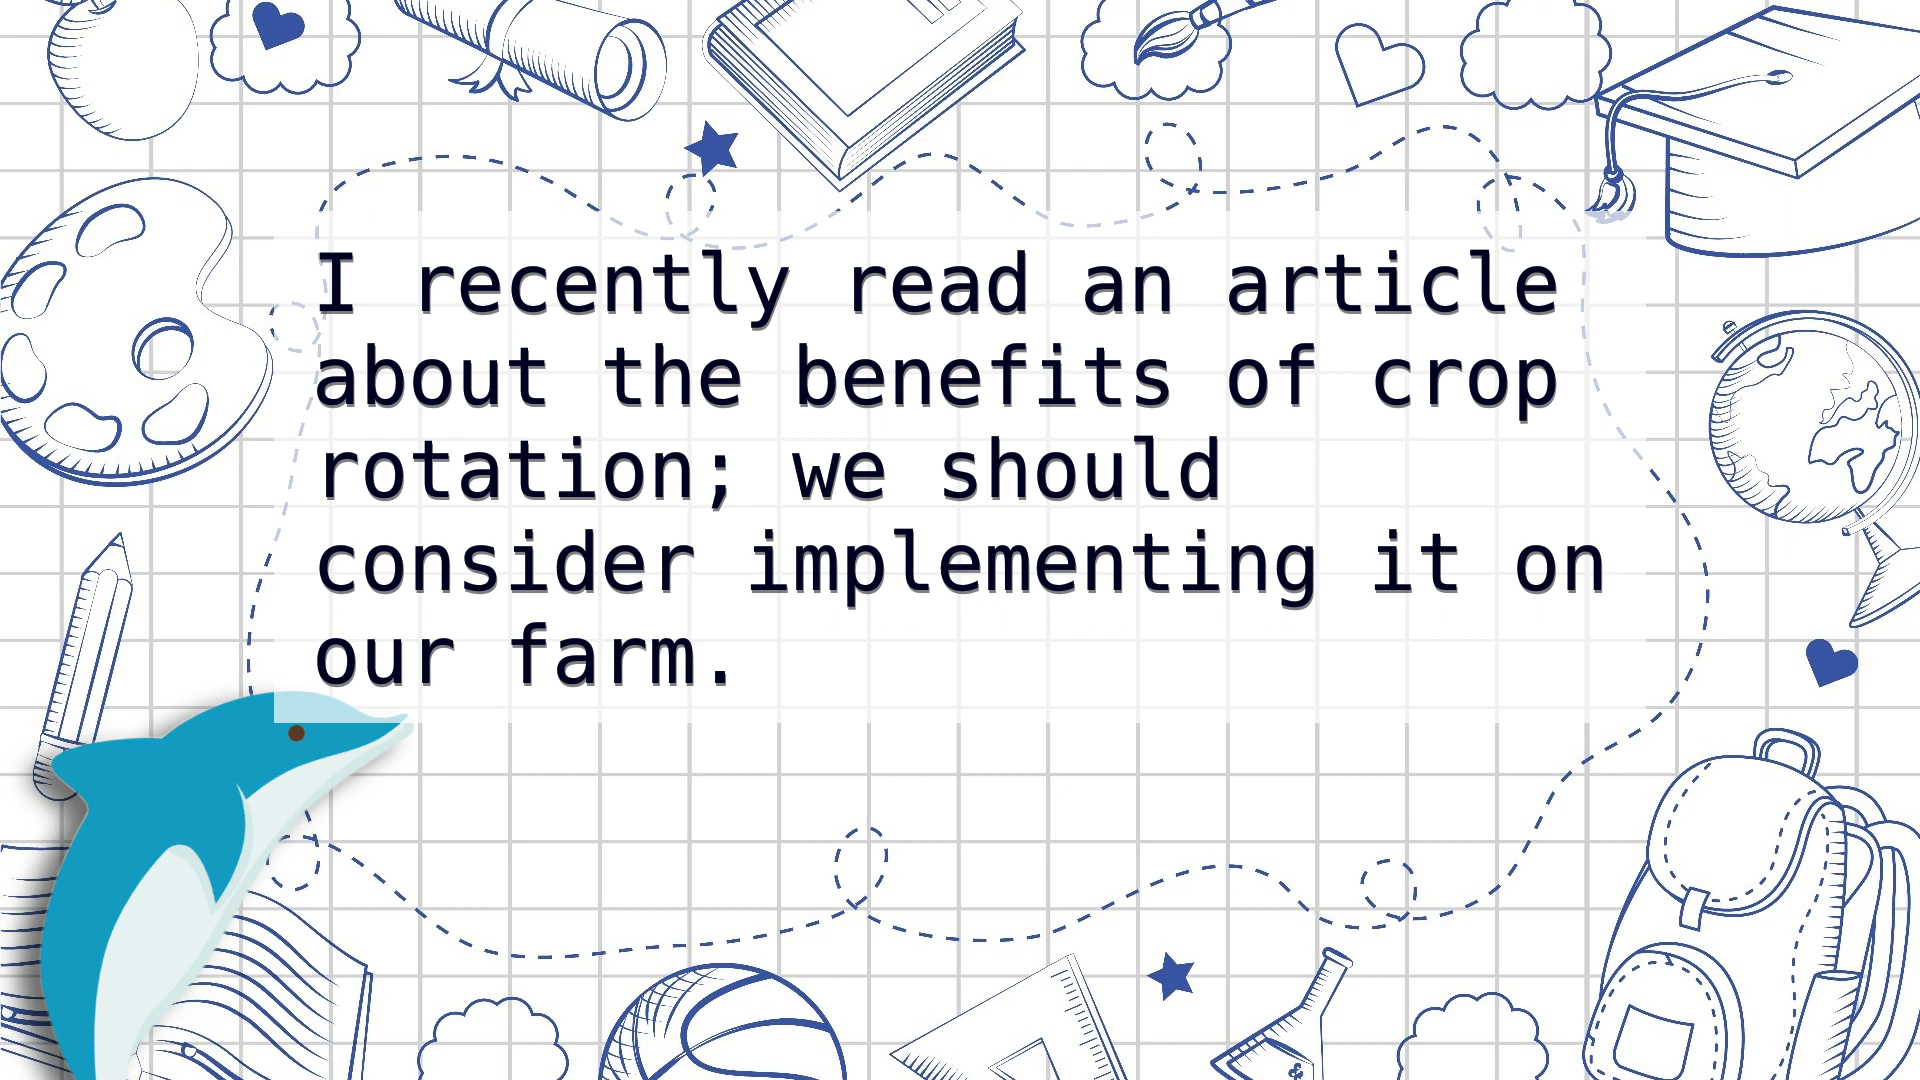 I recently read an article
about the benefits of crop
rotation; we should
consider implementing it on
our farm.